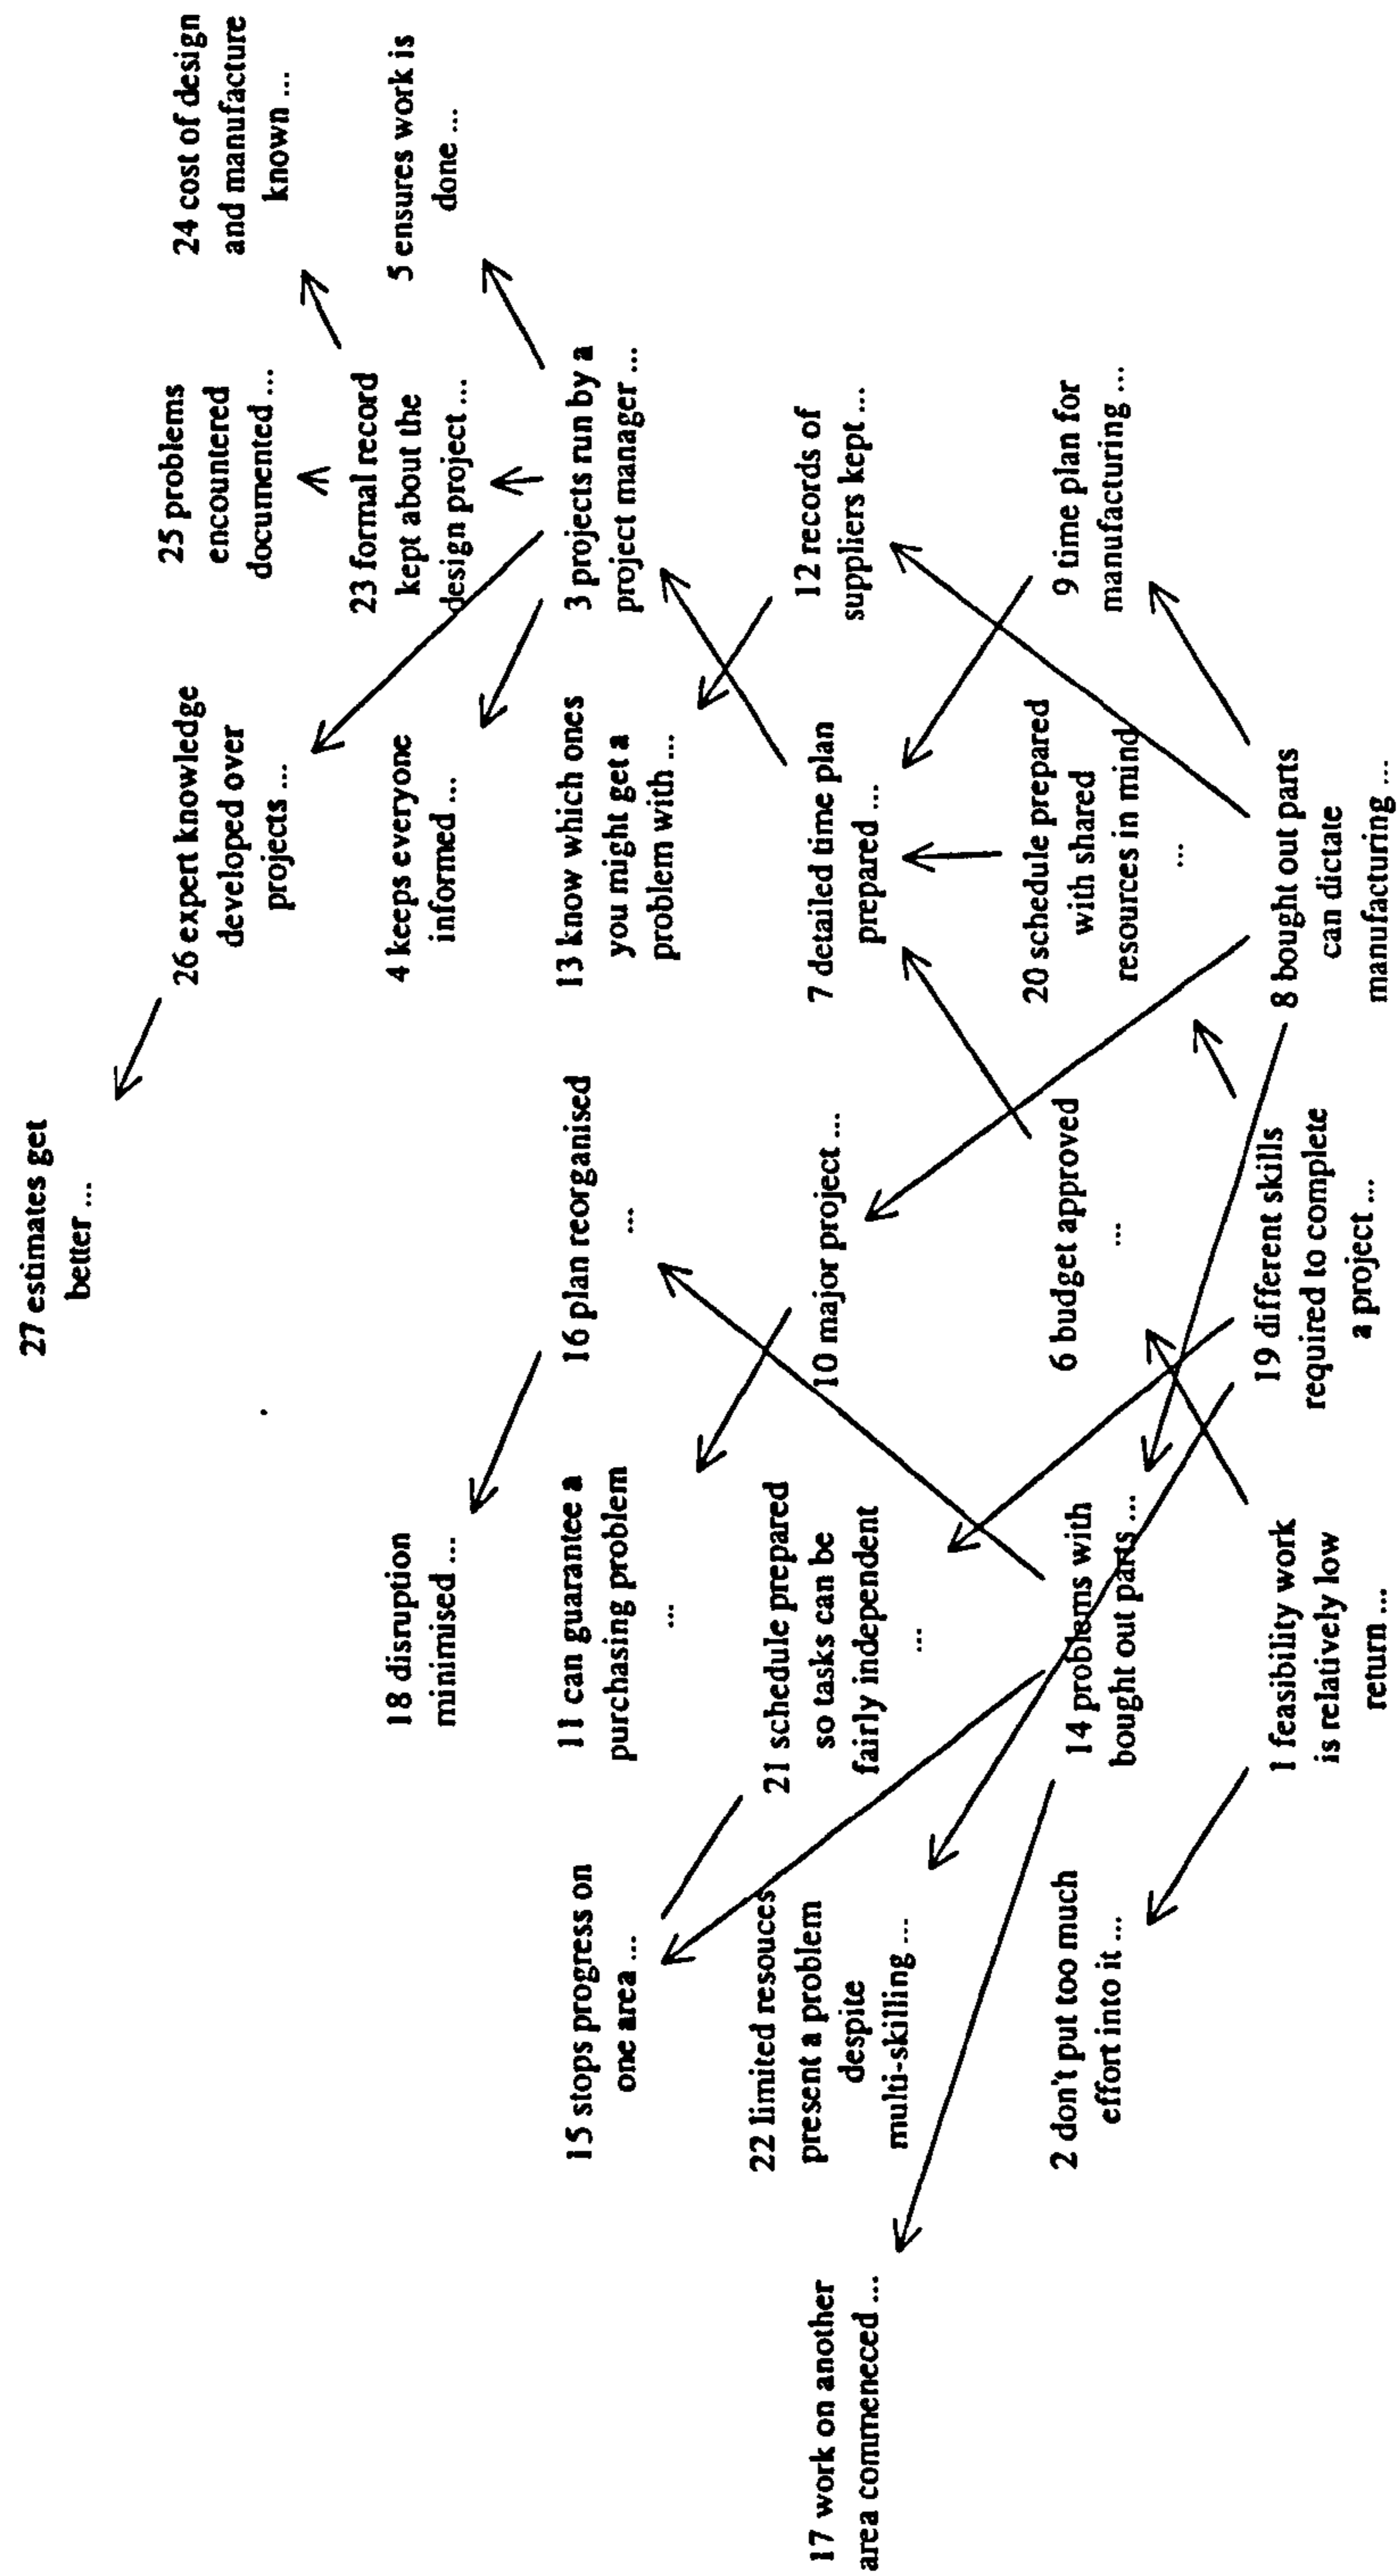 27 estimates get
better ...
26 expert knowledge
developed over
projects ...
25 problems
encountered
documented ...
24 cost of design
and manufacture
known ...
18 disruption
minimised ...
4 keeps everyone
informed ...
23 formal record
kept about the
design project ...
5 ensures work is
done ...
15 stops progress on
one area ...
11 can guarantee a
purchasing problem
...
16 plan reorganised
...
13 know which ones
you might get a
problem with ...
3 projects run by a
project manager ...
17 work on another
area commeneced ...
22 limited resouces
present a problem
despite
multi-skilling ...
21 schedule prepared
so tasks can be
fairly independent
...
10 major project ...
7 detailed time plan
prepared ...
12 records of
suppliers kept ...
2 don't put too much
effort into it ...
14 problems with
bought out parts ...
6 budget approved
...
20 schedule prepared
with shared
resources in mind
...
9 time plan for
manufacturing ...
1 feasibility work
is relatively low
return ...
19 different skills
required to complete
a project ...
8 bought out parts
can dictate
manufacturing ...